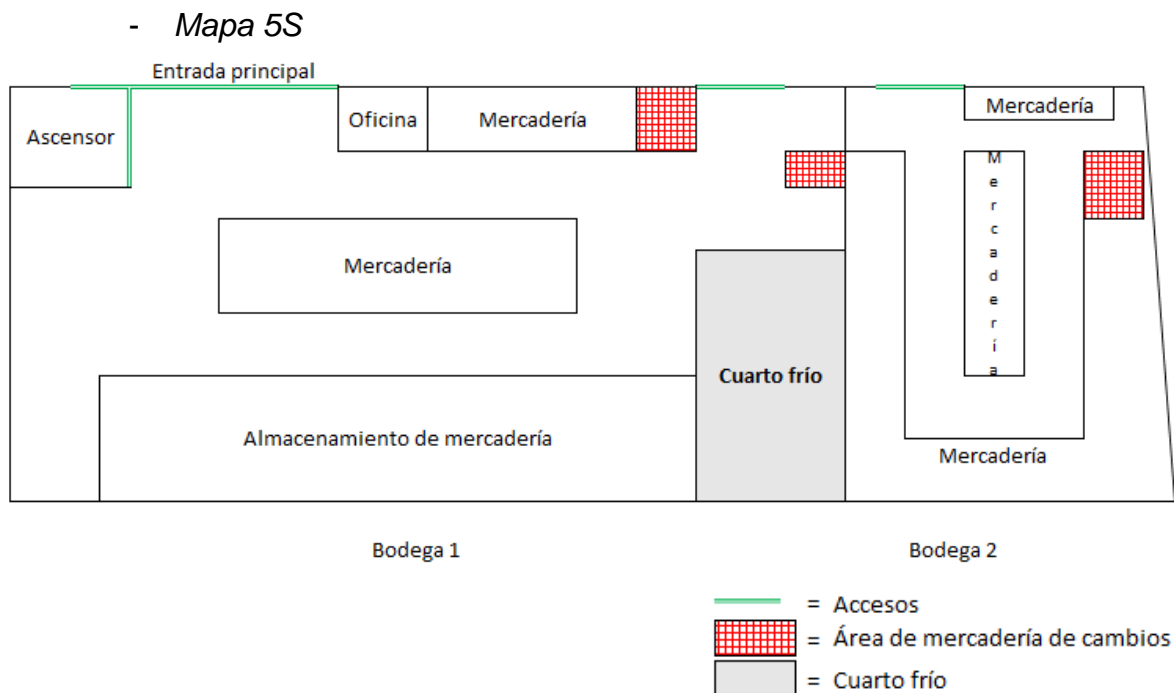 - Mapa 5S
Entrada principal
Ascensor
Oficina
Mercadería
Mercadería
Mercadería
Mercadería
Cuarto frío
Almacenamiento de mercadería
Mercadería
Bodega 1
Bodega 2
= Accesos
= Área de mercadería de cambios
= Cuarto frío